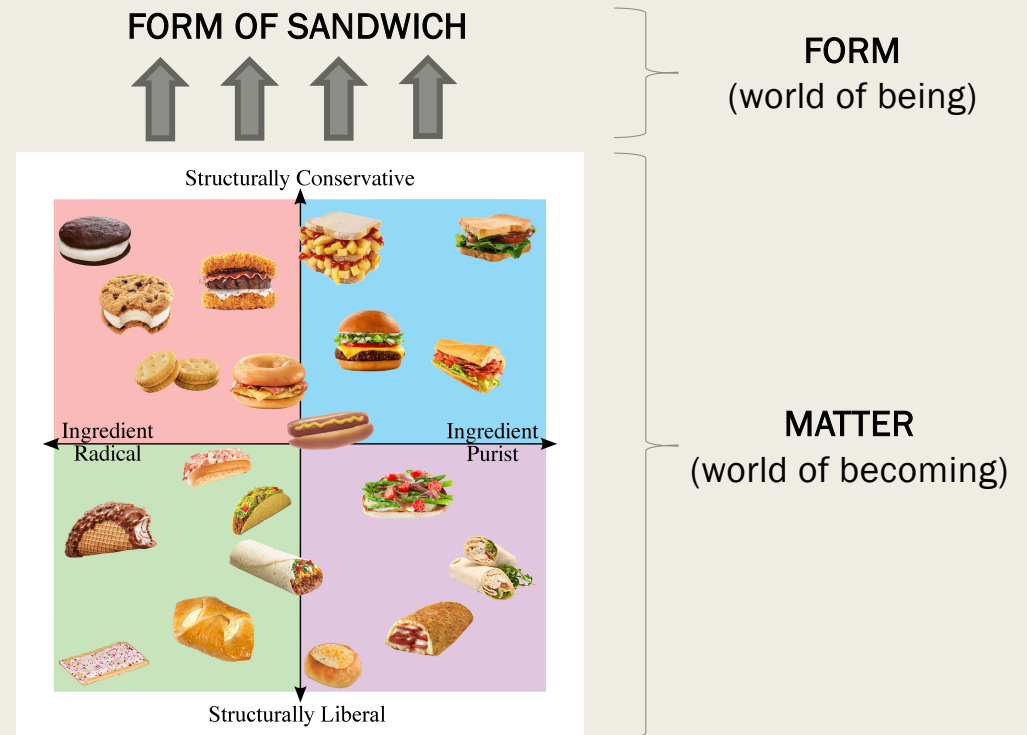 FORM OF SANDWICH
FORM
(world of being)
Structurally Conservative
Ingredient
Radical
Ingredient
Purist
MATTER
(world of becoming)
Structurally Liberal